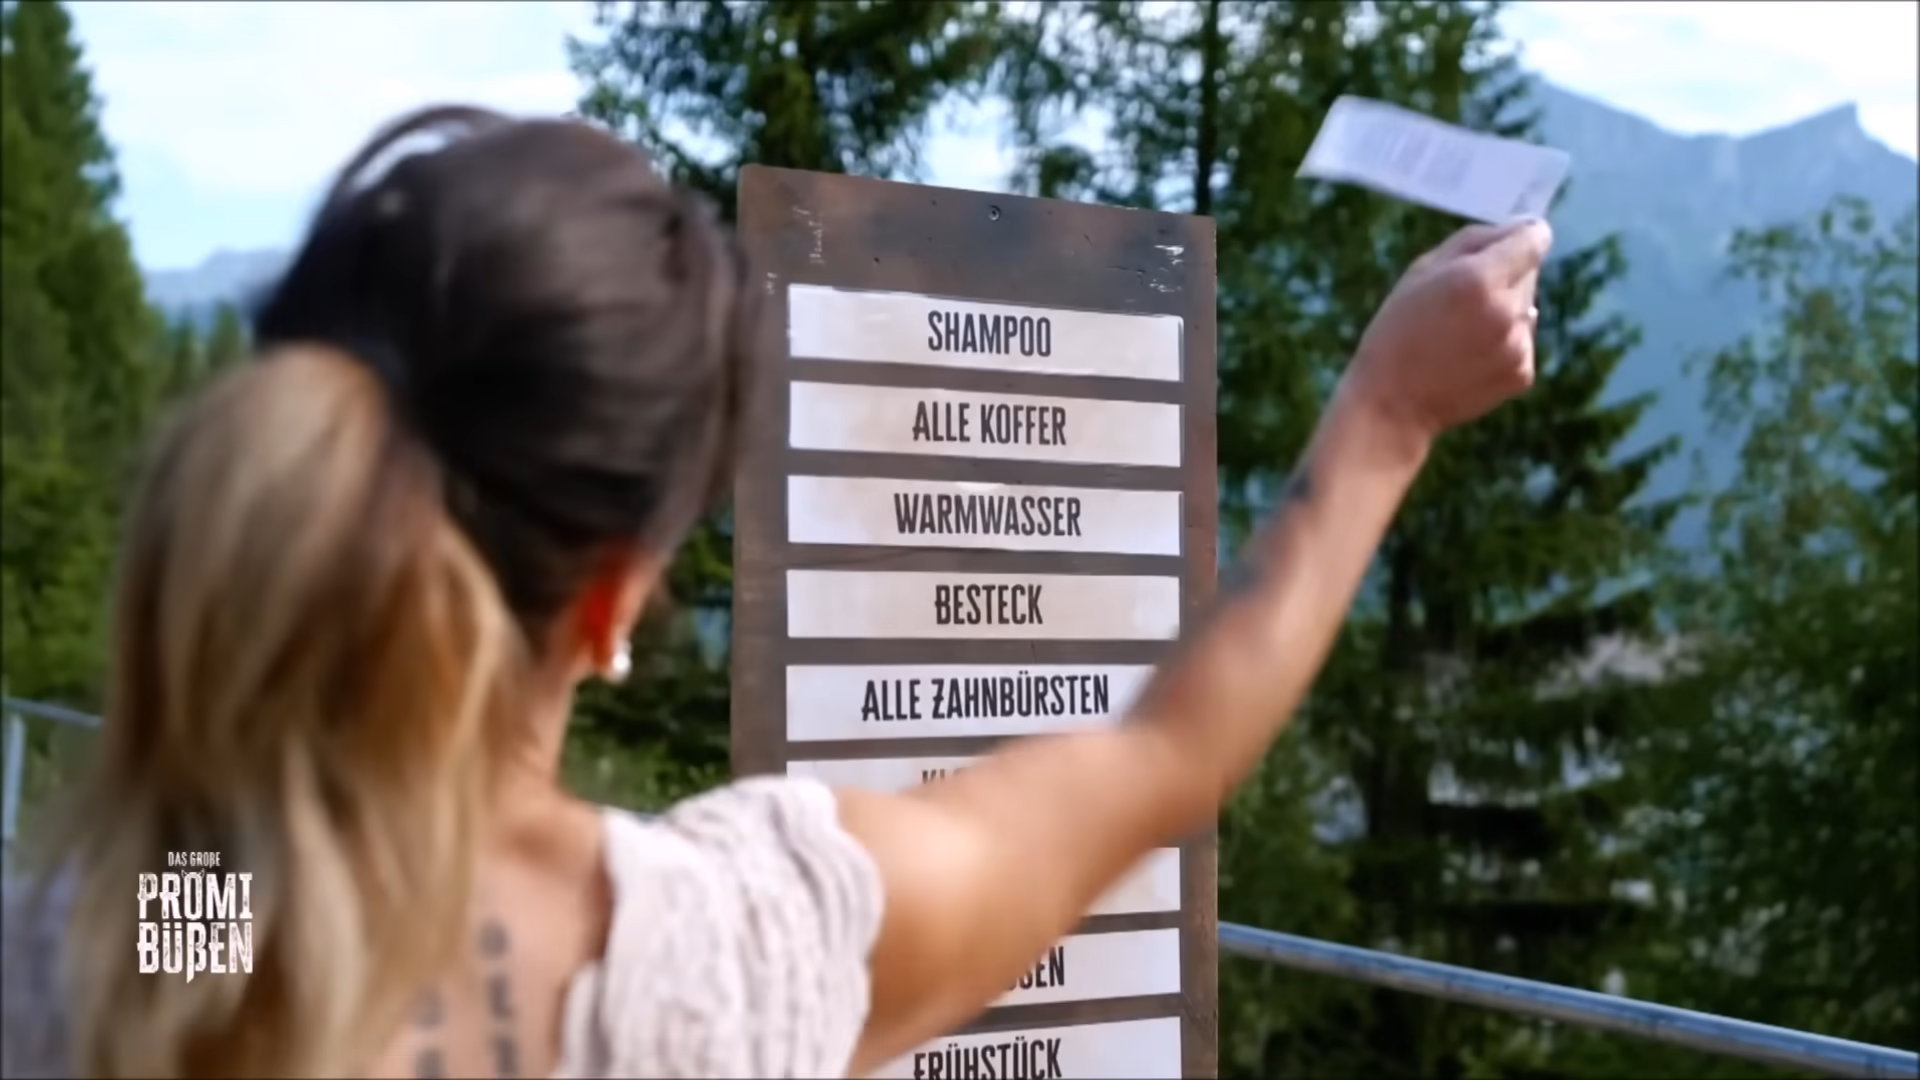 SHAMPOO
ALLE KOFFER
WARMWASSER
BESTECK
ALLE ZAHNBÜRSTEN
FRÜHSTÜCK
DAS GROßE
PROMI
BÜßEN